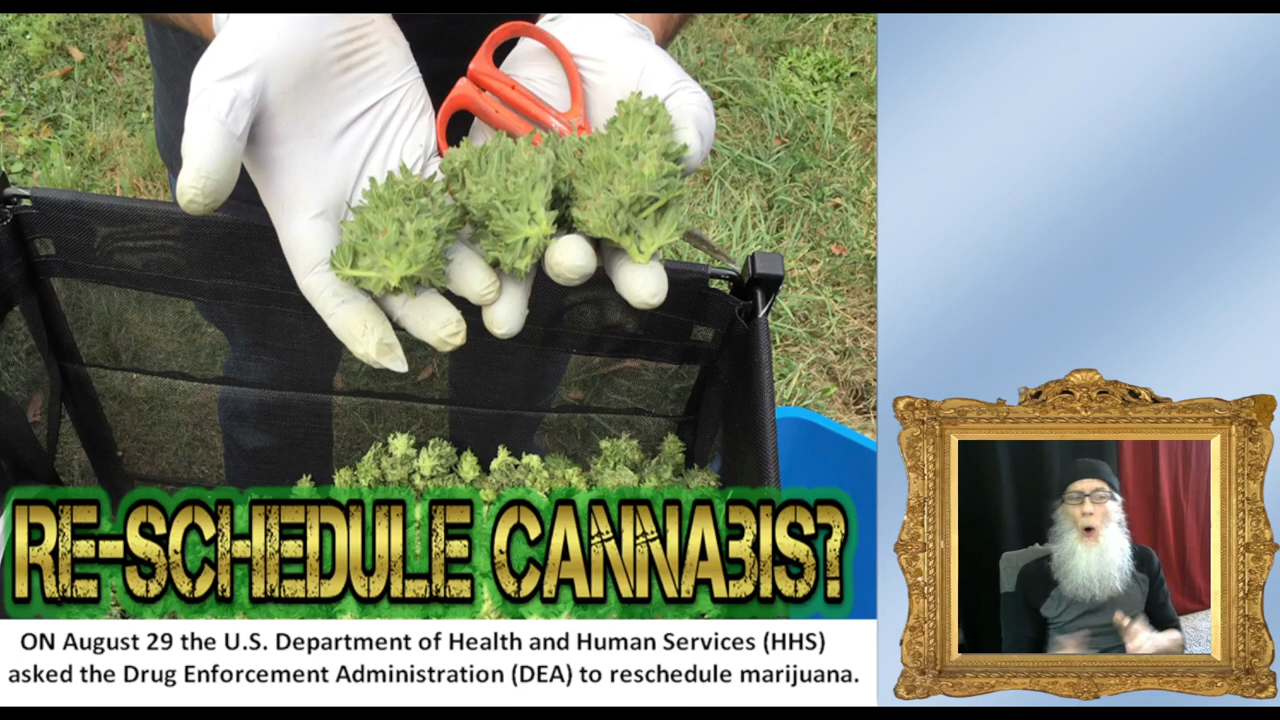 RE-SCHEDULE CANNABIS?
ON August 29 the U.S. Department of Health and Human Services (HHS)
asked the Drug Enforcement Administration (DEA) to reschedule marijuana.